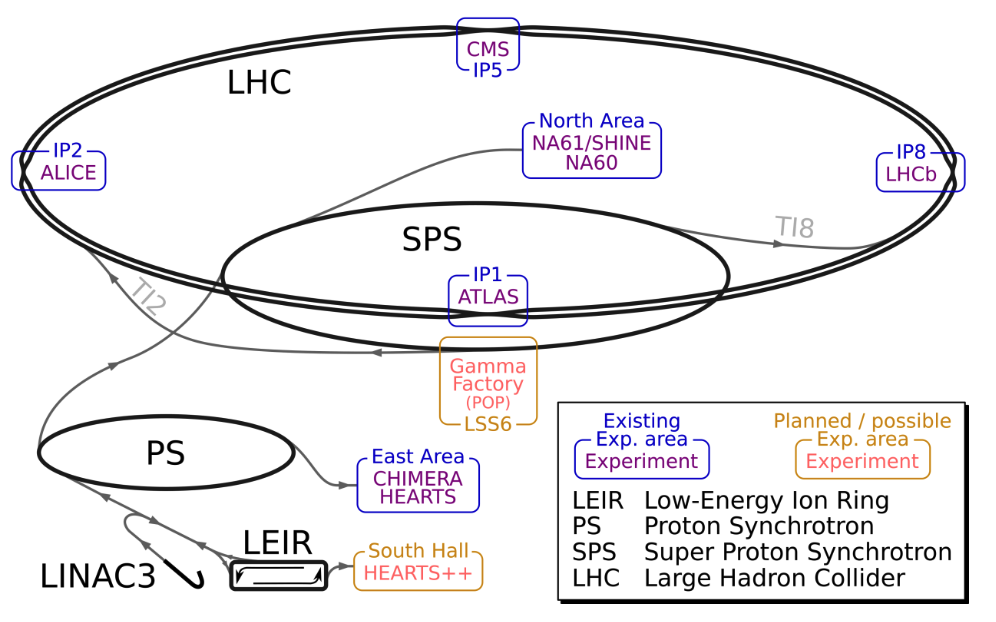 CMS
IP5
LHC
North Area
NA61/SHINE
NA60
IP2
ALICE
IP8
LHCb
SPS
TI8
IP1
ATLAS
TI2
Gamma
Factory
(POP)
LSS6
PS
East Area
CHIMERA
HEARTS
LEIR
South Hall
HEARTS++
LINAC3
Existing
Exp. area
Experiment
Planned / possible
Exp. area
Experiment
LEIR Low-Energy Ion Ring
PS Proton Synchrotron
SPS Super Proton Synchrotron
LHC Large Hadron Collider